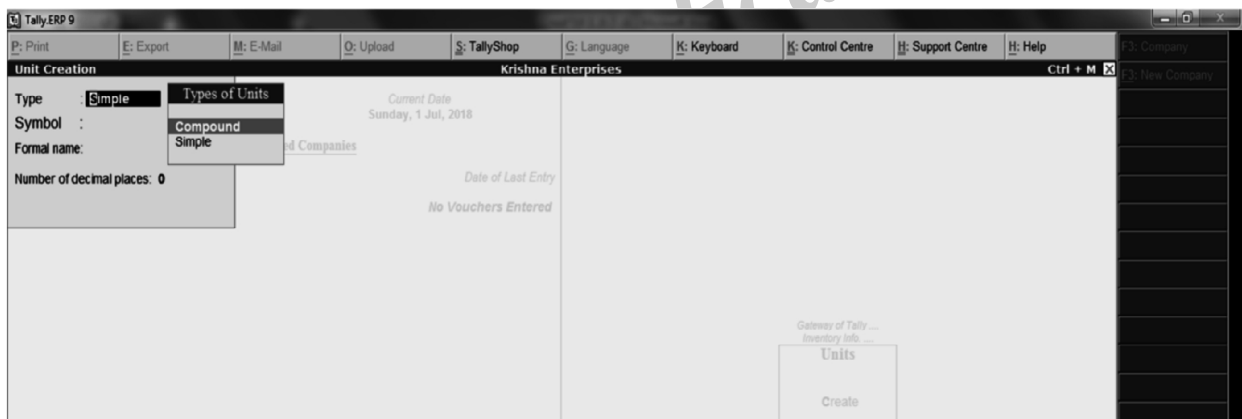 Tally.ERP 9
P: Print E: Export M: E-Mail O: Upload S: TallyShop G: Language K: Keyboard K: Control Centre H: Support Centre H: Help F3: Company
Unit Creation Krishna Enterprises Ctrl + M F3: New Company
Type : Simple
Symbol :
Formal name:
Number of decimal places: 0
Types of Units
Compound
Simple
Current Date
Sunday, 1 Jul, 2018
Companies
Date of Last Entry
No Vouchers Entered
Gateway of Tally ....
Inventory Info. ....
Units
Create